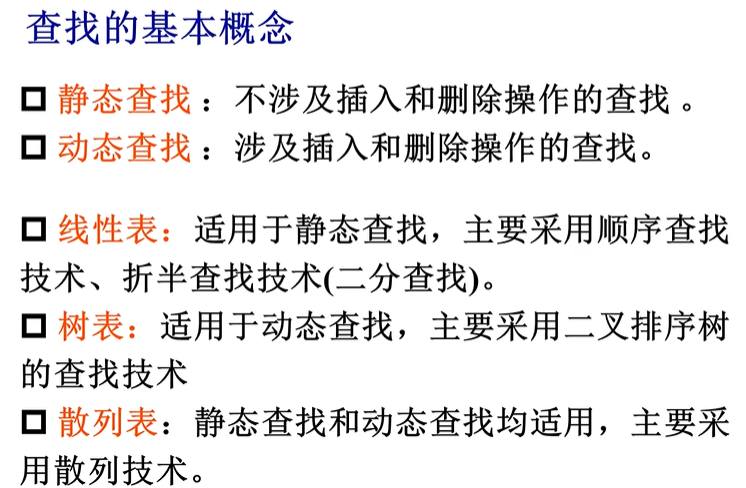 查找的基本概念
静态查找：不涉及插入和删除操作的查找。
动态查找：涉及插入和删除操作的查找。
线性表：适用于静态查找，主要采用顺序查找
技术、折半查找技术(二分查找)。
树表：适用于动态查找，主要采用二叉排序树
的查找技术
散列表：静态查找和动态查找均适用，主要采
用散列技术。